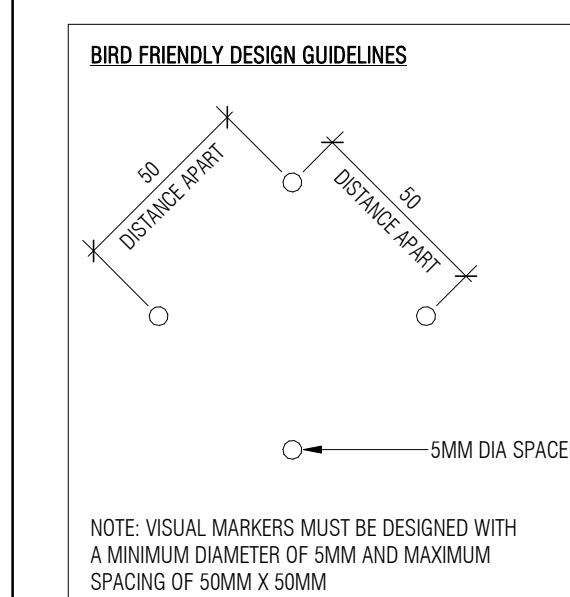 BIRD FRIENDLY DESIGN GUIDELINES
50
DISTANCE APART
50
DISTANCE APART
5MM DIA
NOTE: VISUAL MARKERS MUST BE DESIGNED WITH
A MINIMUM DIAMETER OF 5MM AND MAXIMUM
SPACING OF 50MM X 50MM